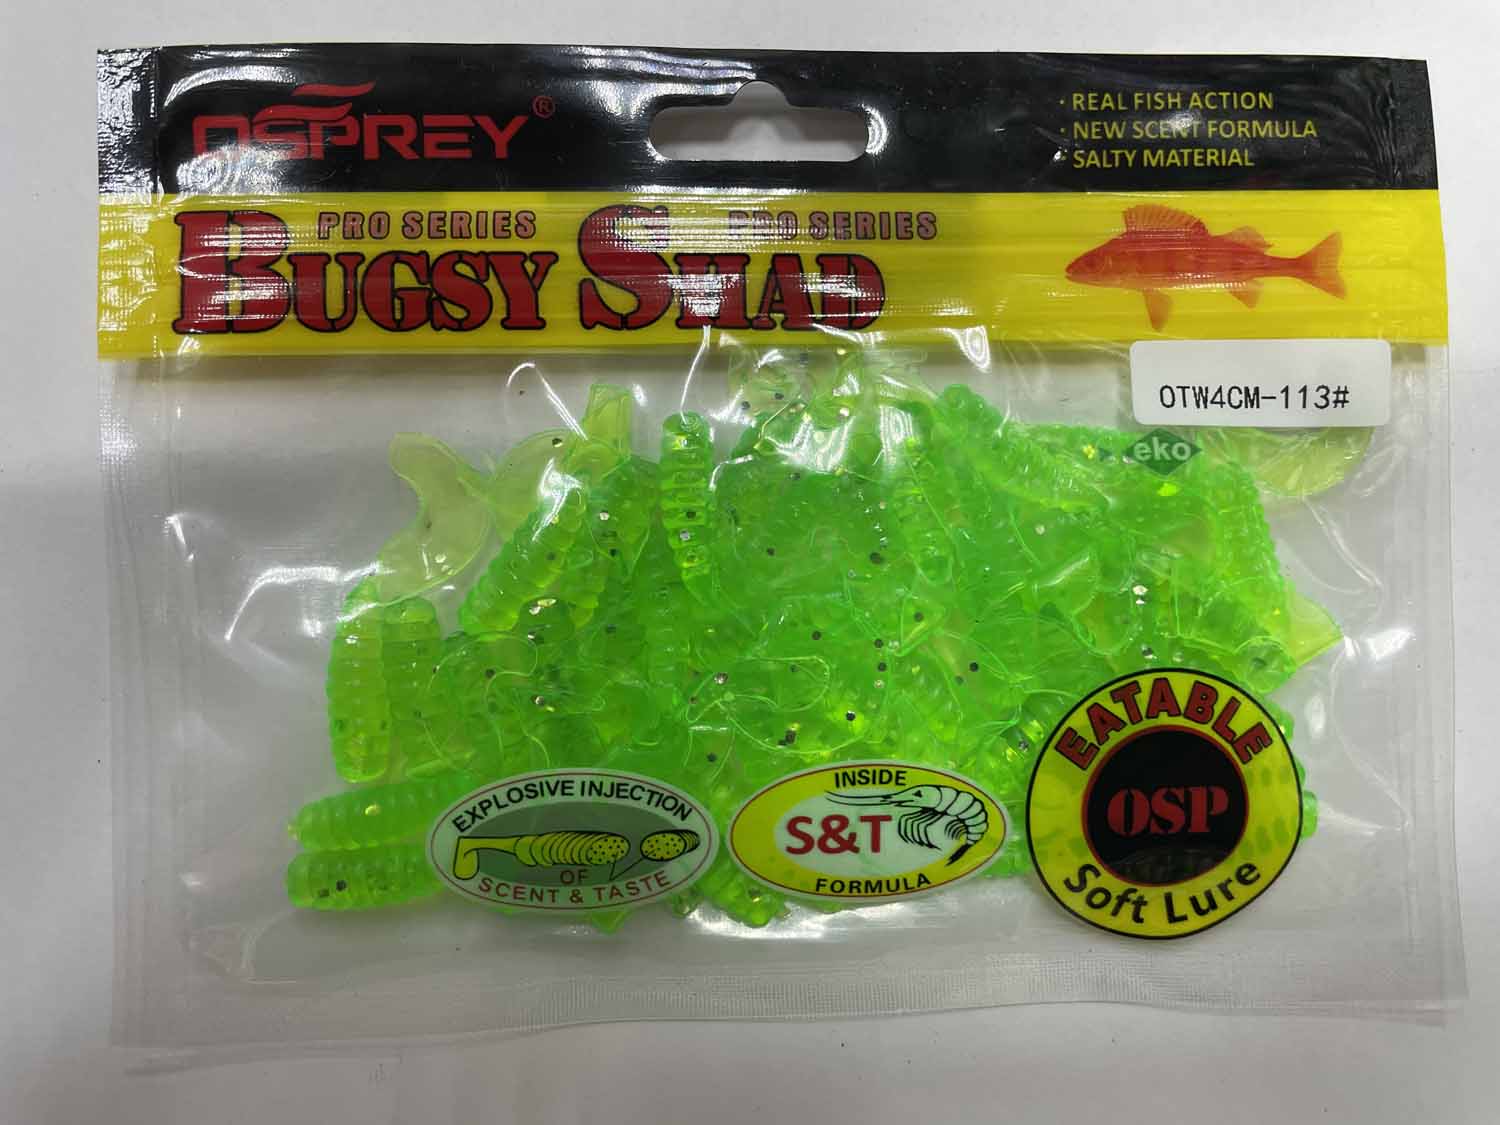 OSPREY®
· REAL FISH ACTION
· NEW SCENT FORMULA
· SALTY MATERIAL
PRO SERIES PRO SERIES
BUGSY SHAD
OTW4CM-113#
eko
EXPLOSIVE INJECTION
OF
SCENT & TASTE
INSIDE
S&T
FORMULA
EATABLE
OSP
Soft Lure